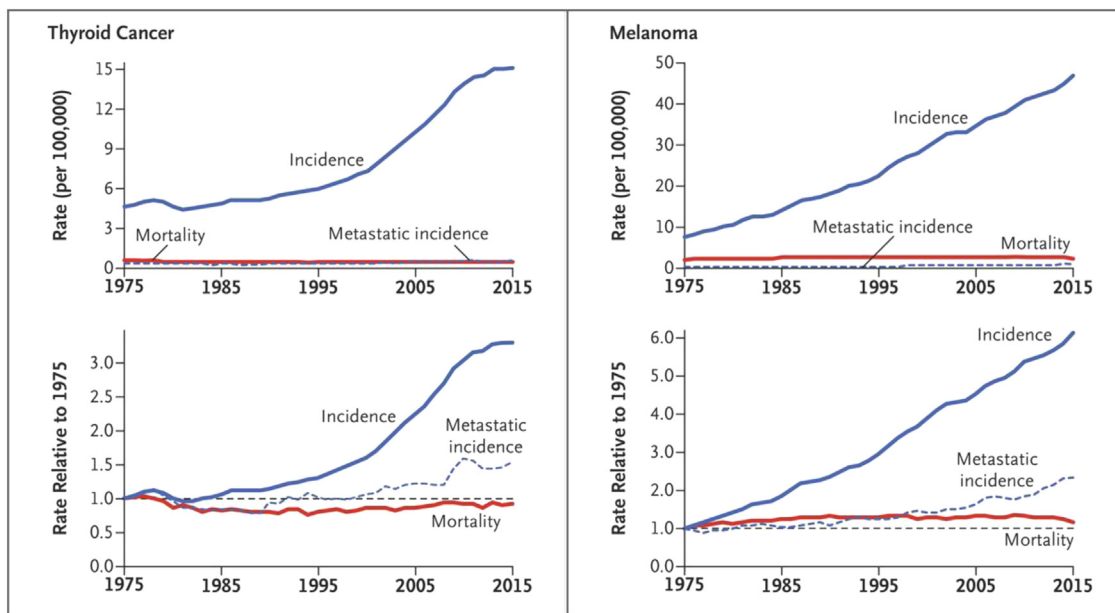 Thyroid Cancer
Rate (per 100,000)
15
12
9
6
3
0
Incidence
Mortality
Metastatic incidence
1975
1985
1995
2005
2015
Melanoma
Rate (per 100,000)
50
40
30
20
10
0
Incidence
Metastatic incidence
Mortality
1975
1985
1995
2005
2015
Rate Relative to 1975
3.0
2.5
2.0
1.5
1.0
0.5
0.0
Incidence
Metastatic
incidence
Mortality
1975
1985
1995
2005
2015
Rate Relative to 1975
6.0
5.0
4.0
3.0
2.0
1.0
0.0
Incidence
Metastatic
incidence
Mortality
1975
1985
1995
2005
2015